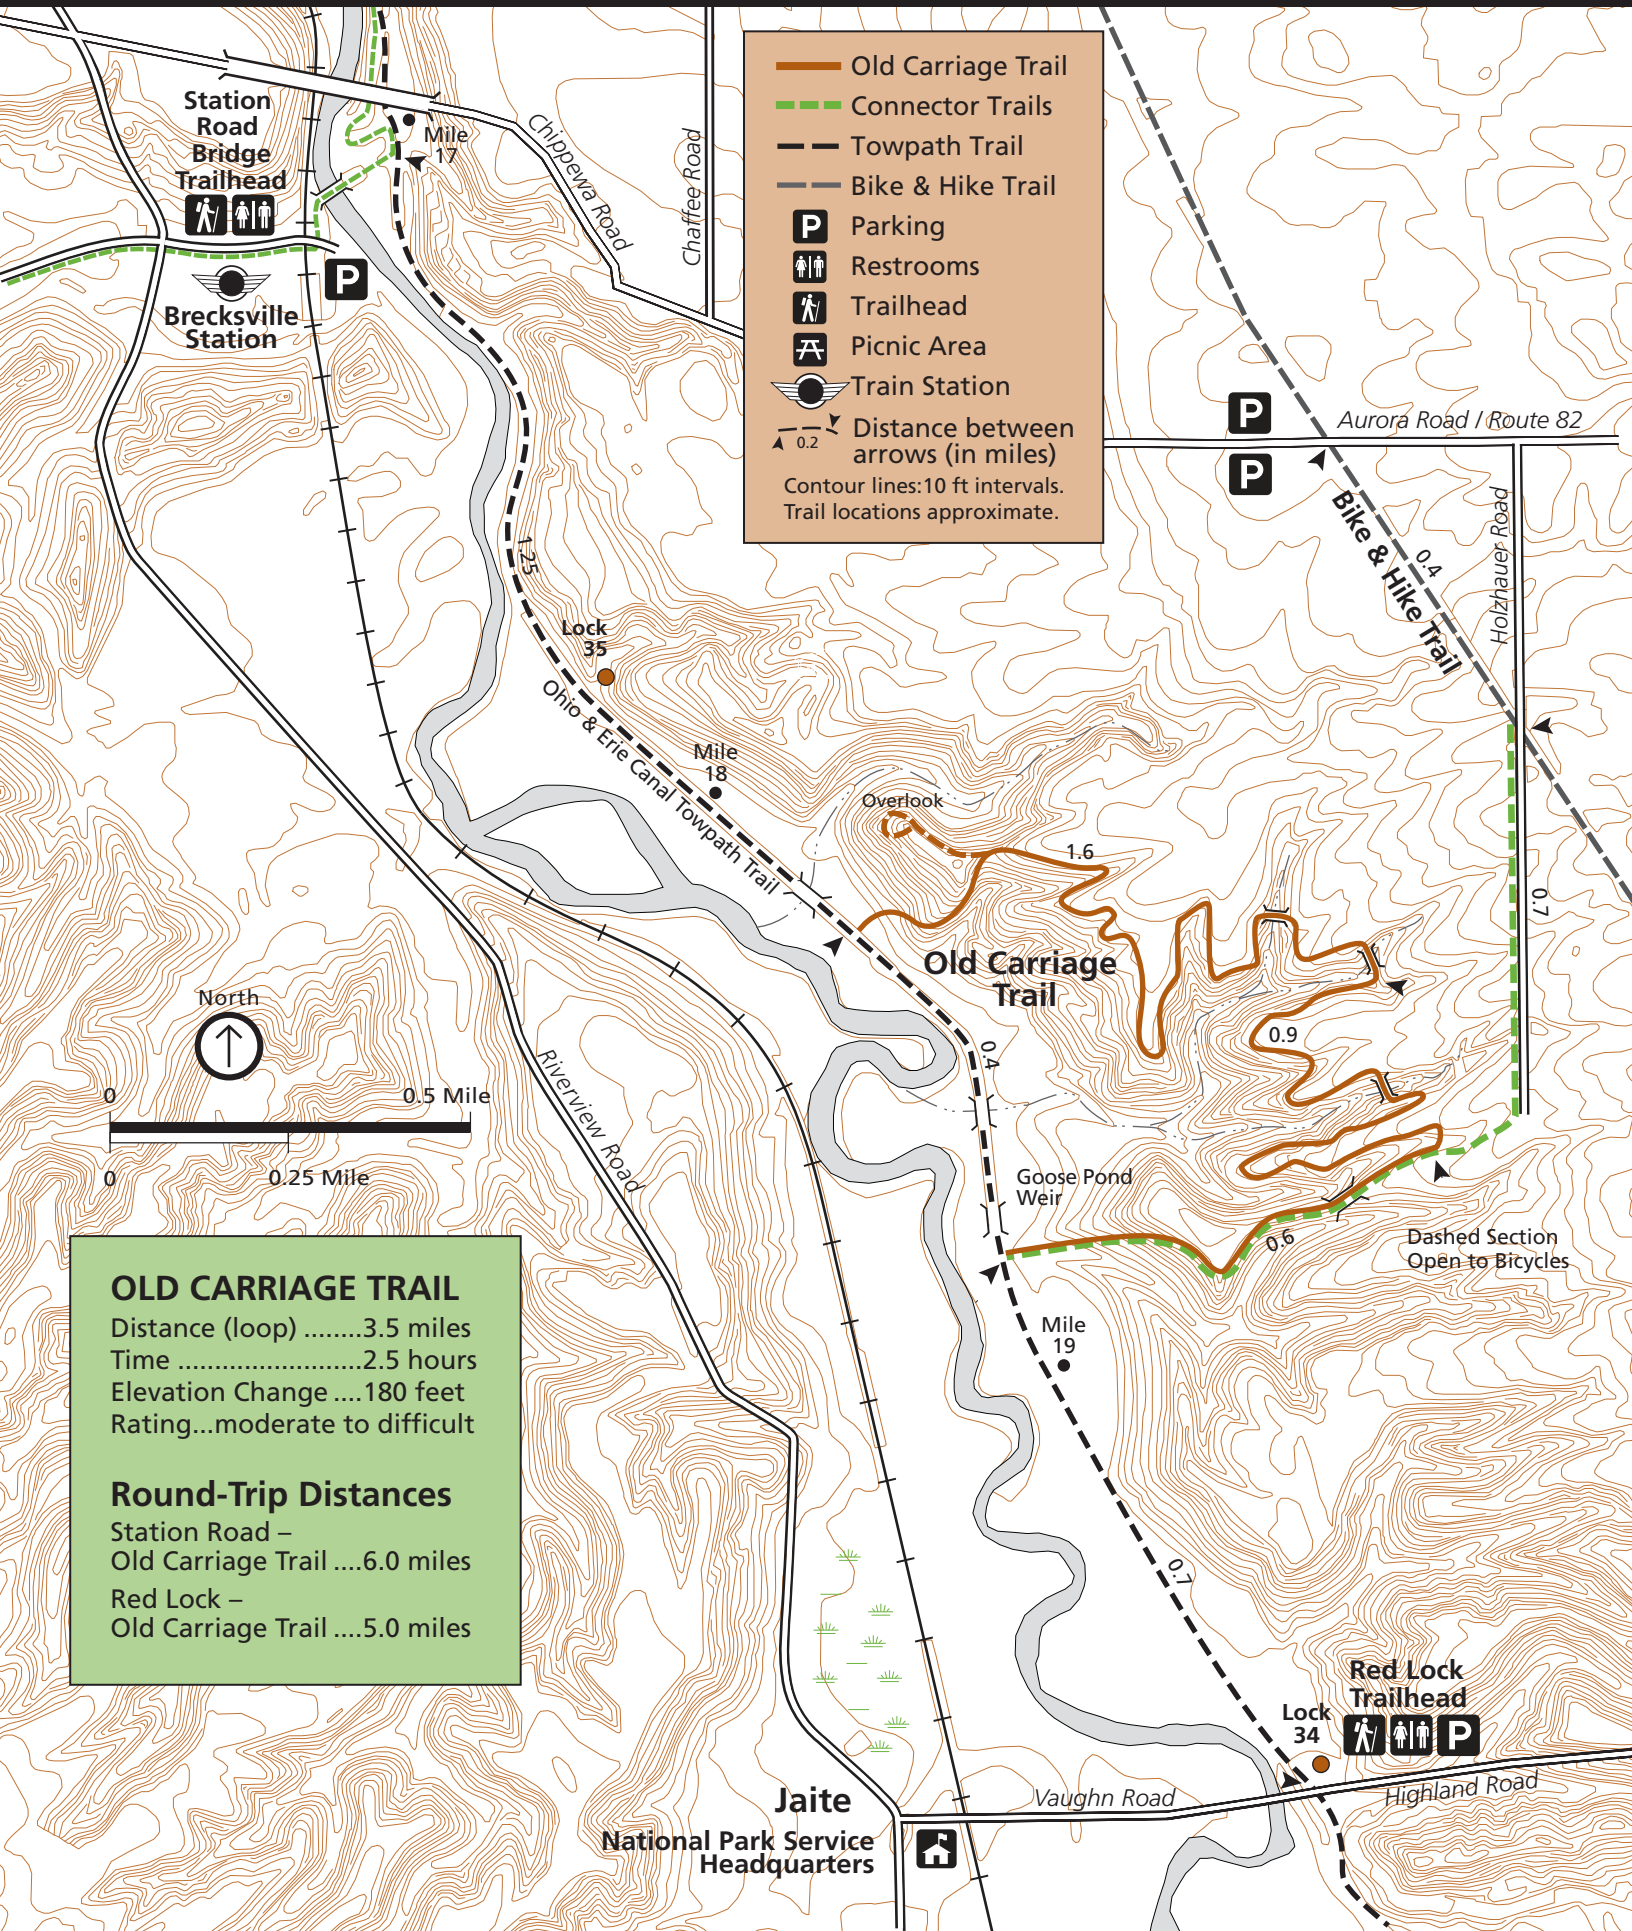 Station
Road
Bridge
Trailhead
Mile
17
Chippewa Road
Chaffee Road
Brecksville
Station
P
Old Carriage Trail
Connector Trails
Towpath Trail
Bike & Hike Trail
P
Parking
Restrooms
Trailhead
Picnic Area
Train Station
0.2
Distance between
arrows (in miles)
Contour lines:10 ft intervals.
Trail locations approximate.
P
P
Aurora Road / Route 82
Bike & Hike Trail
0.4
Holzhauer Road
1.25
Lock
35
Ohio & Erie Canal Towpath Trail
Mile
18
Overlook
1.6
0.7
Old Carriage
Trail
0.9
0.4
North
0
0.5 Mile
0
0.25 Mile
Riverview Road
Goose Pond
Weir
0.6
Dashed Section
Open to Bicycles
Mile
19
OLD CARRIAGE TRAIL
Distance (loop) ........3.5 miles
Time .........................2.5 hours
Elevation Change ....180 feet
Rating...moderate to difficult
Round-Trip Distances
Station Road –
Old Carriage Trail ....6.0 miles
Red Lock –
Old Carriage Trail ....5.0 miles
0.7
Red Lock
Trailhead
P
Lock
34
Jaite
National Park Service
Headquarters
Vaughn Road
Highland Road